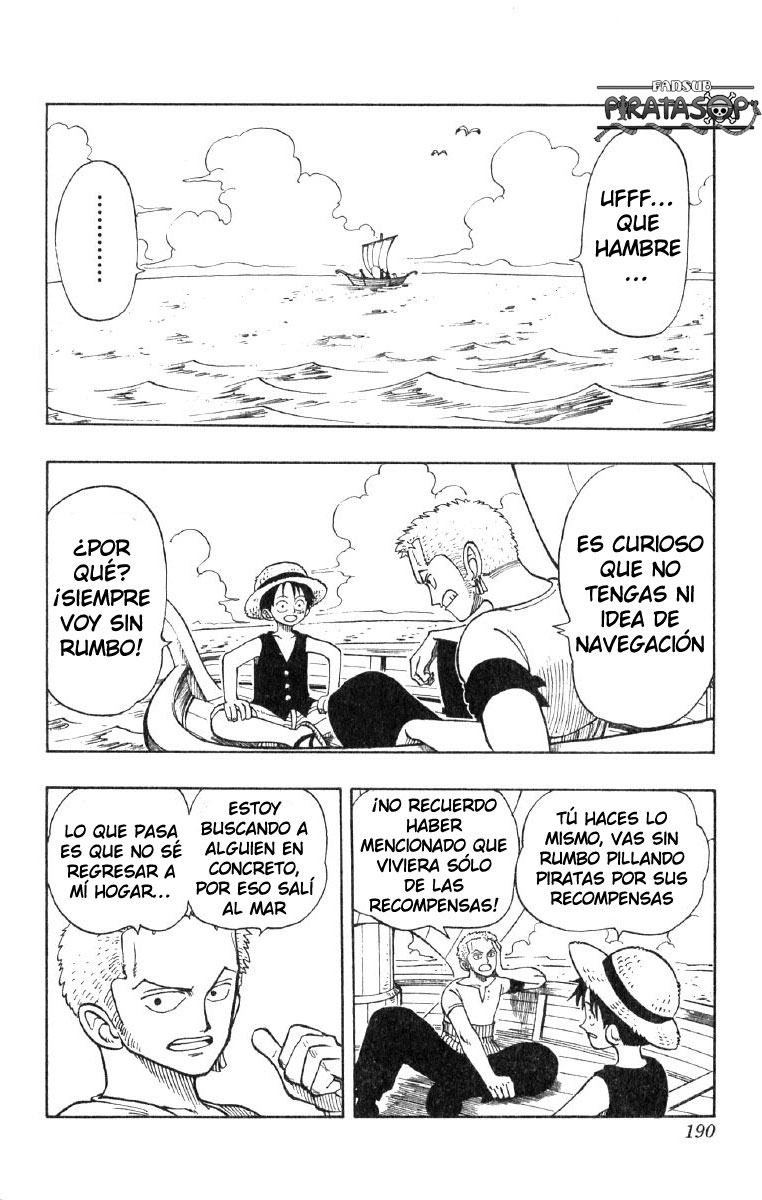 FANSUB
PIRATASOP
UFFF...
QUE
HAMBRE
...
..........
ES CURIOSO
QUE NO
TENGAS NI
IDEA DE
NAVEGACIÓN
¿POR
QUÉ?
¡SIEMPRE
VOY SIN
RUMBO!
TÚ HACES LO
MISMO, VAS SIN
RUMBO PILLANDO
PIRATAS POR SUS
RECOMPENSAS
¡NO RECUERDO
HABER
MENCIONADO QUE
VIVIERA SÓLO
DE LAS
RECOMPENSAS!
ESTOY
BUSCANDO A
ALGUIEN EN
CONCRETO,
POR ESO SALÍ
AL MAR
LO QUE PASA
ES QUE NO SÉ
REGRESAR A
MÍ HOGAR...
190